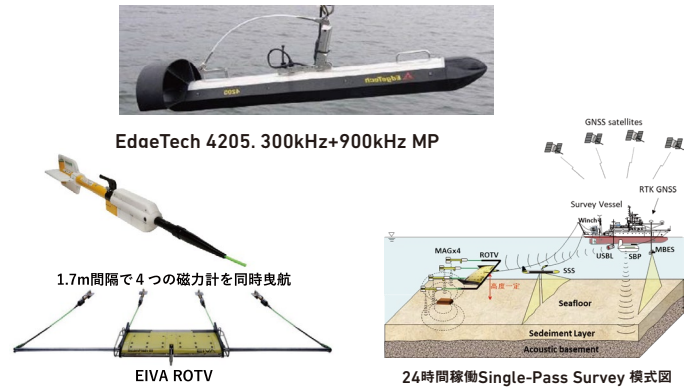 EdgeTech
4200
EdgeTech 4205. 300kHz+900kHz MP
GNSS satellites
RTK GNSS
Survey Vessel
Winch
MAGx4
ROTV
USBL
SBP
MBES
SSS
高度一定
1.7m間隔で4つの磁力計を同時曳航
Seafloor
Sedeiment Layer
Acoustic basement
EIVA ROTV
24時間稼働Single-Pass Survey 模式図